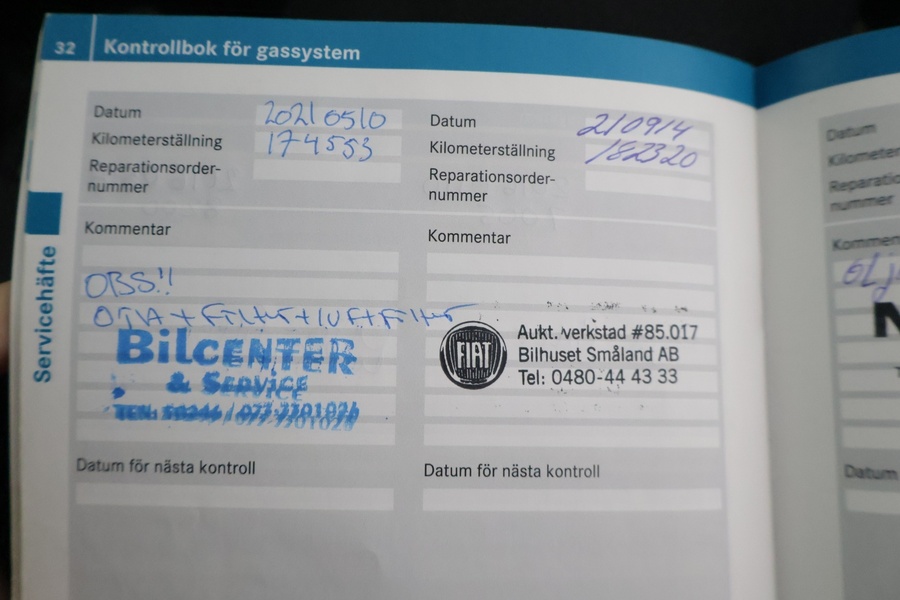 32 Kontrollbok för gassystem
Datum 20210510
Kilometerställning 174553
Reparationsorder-
nummer
Kommentar
OBS!!
OLJA + FILTER + LUFTFILTER
BILCENTER
& SERVICE
Datum för nästa kontroll
Datum 210914
Kilometerställning 182320
Reparationsorder-
nummer
Kommentar
FIAT
Aukt. verkstad #85.017
Bilhuset Småland AB
Tel: 0480-44 43 33
Datum för nästa kontroll
Servicehäfte
Datum